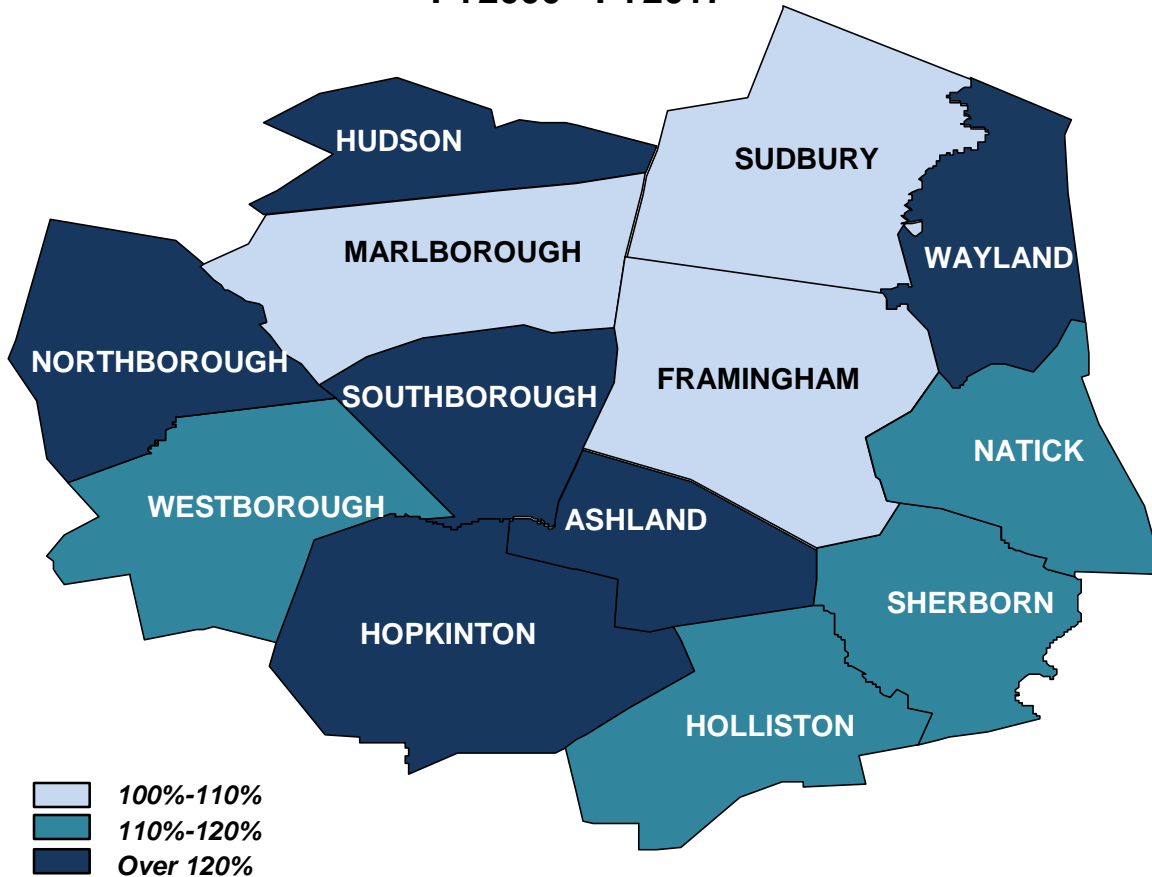 HUDSON
SUDBURY
MARLBOROUGH
WAYLAND
NORTHBOROUGH
SOUTHBOROUGH
FRAMINGHAM
NATICK
WESTBOROUGH
ASHLAND
SHERBORN
HOPKINTON
HOLLISTON
100%-110%
110%-120%
Over 120%